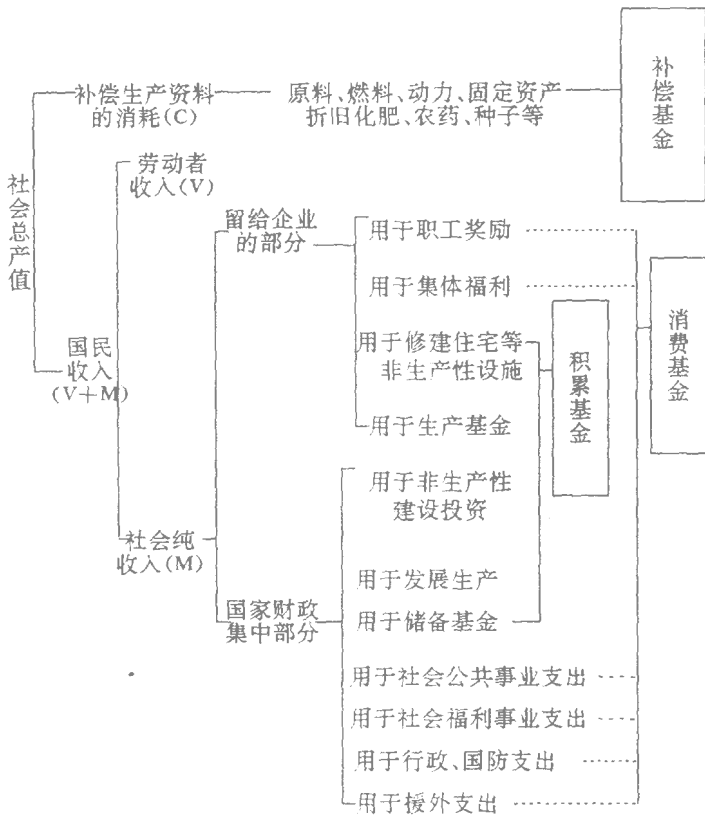 补偿生产资料
的消耗(C)
原料、燃料、动力、固定资产
折旧化肥、农药、种子等
补偿基金
社会总产值
劳动者
收入(V)
国民
收入
(V+M)
留给企业
的部分
用于职工奖励
用于集体福利
用于修建住宅等
非生产性设施
用于生产基金
积累基金
消费基金
社会纯
收入(M)
用于非生产性
建设投资
用于发展生产
国家财政
集中部分
用于储备基金
用于社会公共事业支出
用于社会福利事业支出
用于行政、国防支出
用于援外支出